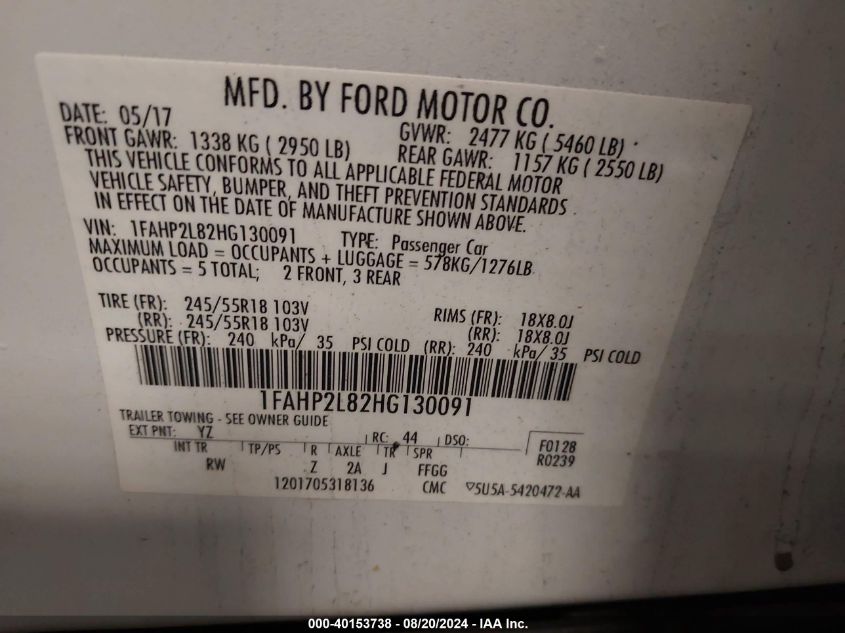 MFD. BY FORD MOTOR CO.
DATE: 05/17 GVWR: 2477 KG ( 5460 LB)
FRONT GAWR: 1338 KG ( 2950 LB) REAR GAWR: 1157 KG ( 2550 LB)
THIS VEHICLE CONFORMS TO ALL APPLICABLE FEDERAL MOTOR
VEHICLE SAFETY, BUMPER, AND THEFT PREVENTION STANDARDS
IN EFFECT ON THE DATE OF MANUFACTURE SHOWN ABOVE.
VIN: 1FAHP2L82HG130091 TYPE: Passenger Car
MAXIMUM LOAD = OCCUPANTS + LUGGAGE = 578KG/1276LB
OCCUPANTS = 5 TOTAL; 2 FRONT, 3 REAR
TIRE (FR): 245/55R18 103V RIMS (FR): 18X8.0J
(RR): 245/55R18 103V (RR): 18X8.0J
PRESSURE (FR): 240 kPa/ 35 PSI COLD (RR): 240 kPa/ 35 PSI COLD
1FAHP2L82HG130091
TRAILER TOWING - SEE OWNER GUIDE
EXT PNT: YZ RC: 44 DSO: F0128
INT TR TP/PS R AXLE TR SPR R0239
RW Z 2A J FFGG
1201705318136 CMC ▽5U5A-5420472-AA
000-40153738 - 08/20/2024 - IAA Inc.